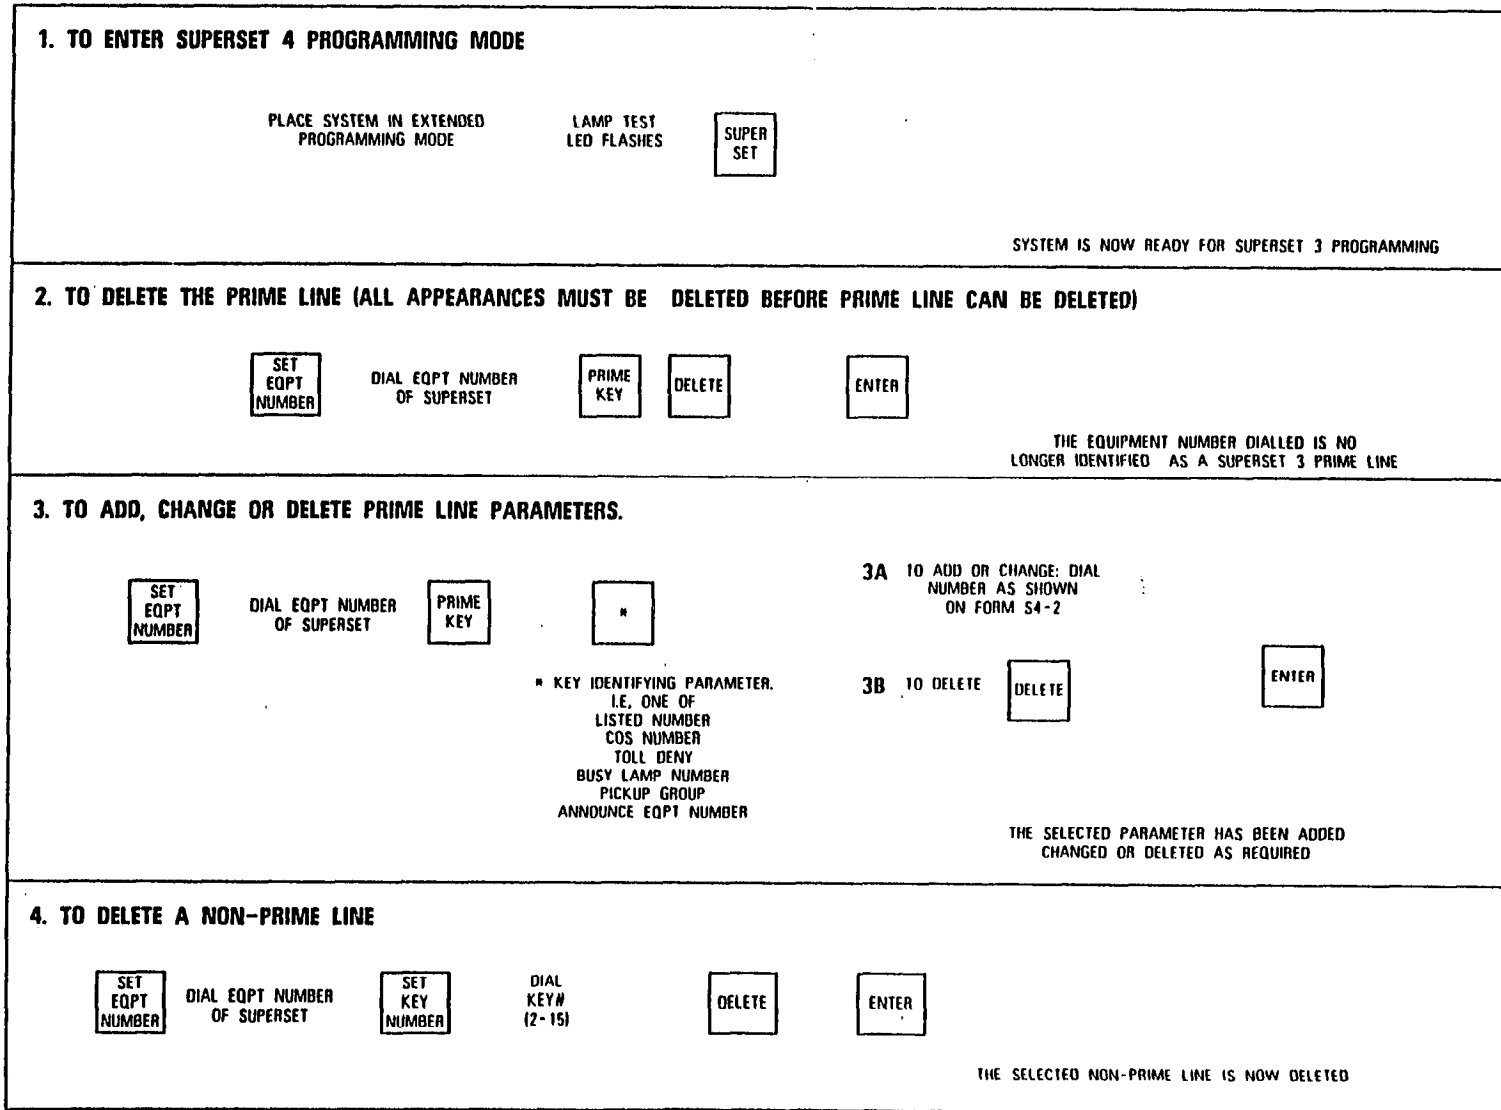 1. TO ENTER SUPERSET 4 PROGRAMMING MODE
PLACE SYSTEM IN EXTENDED
PROGRAMMING MODE
LAMP TEST
LED FLASHES
SUPER
SET
SYSTEM IS NOW READY FOR SUPERSET 3 PROGRAMMING
2. TO DELETE THE PRIME LINE (ALL APPEARANCES MUST BE DELETED BEFORE PRIME LINE CAN BE DELETED)
SET
EQPT
NUMBER
DIAL EQPT NUMBER
OF SUPERSET
PRIME
KEY
DELETE
ENTER
THE EQUIPMENT NUMBER DIALLED IS NO
LONGER IDENTIFIED AS A SUPERSET 3 PRIME LINE
3. TO ADD, CHANGE OR DELETE PRIME LINE PARAMETERS.
SET
EQPT
NUMBER
DIAL EQPT NUMBER
OF SUPERSET
PRIME
KEY
*
* KEY IDENTIFYING PARAMETER.
I.E, ONE OF
LISTED NUMBER
COS NUMBER
TOLL DENY
BUSY LAMP NUMBER
PICKUP GROUP
ANNOUNCE EQPT NUMBER
3A TO ADD OR CHANGE: DIAL
NUMBER AS SHOWN
ON FORM S4-2
3B TO DELETE
DELETE
ENTER
THE SELECTED PARAMETER HAS BEEN ADDED
CHANGED OR DELETED AS REQUIRED
4. TO DELETE A NON-PRIME LINE
SET
EQPT
NUMBER
DIAL EQPT NUMBER
OF SUPERSET
SET
KEY
NUMBER
DIAL
KEY#
(2-15)
DELETE
ENTER
THE SELECTED NON-PRIME LINE IS NOW DELETED